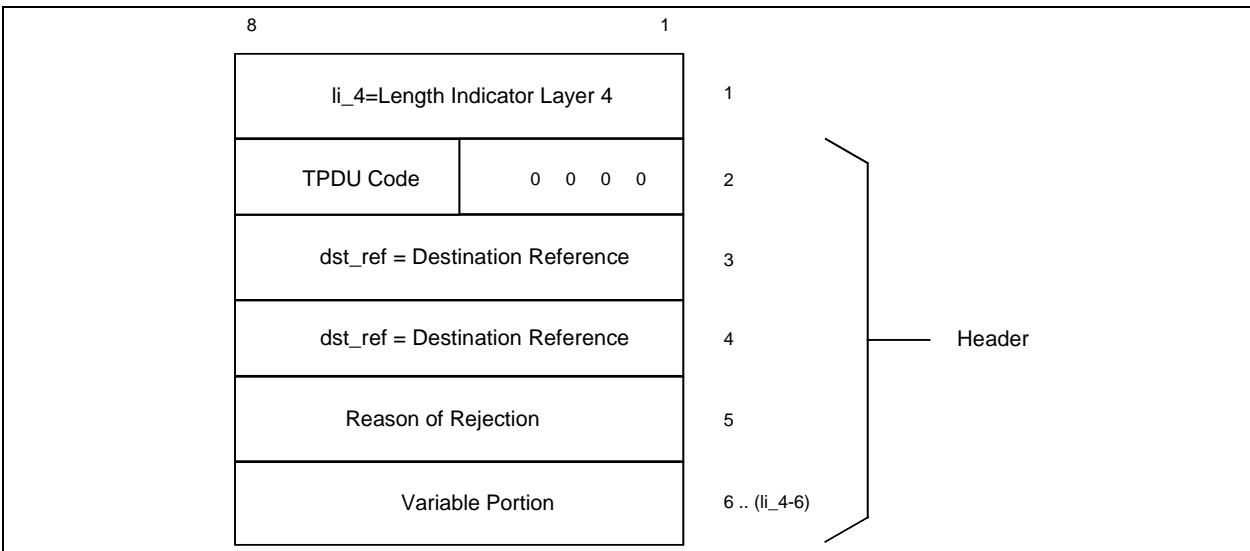 8 1
li_4=Length Indicator Layer 4 1
TPDU Code 0 0 0 0 2
dst_ref = Destination Reference 3
dst_ref = Destination Reference 4
Header
Reason of Rejection 5
Variable Portion 6 .. (li_4-6)